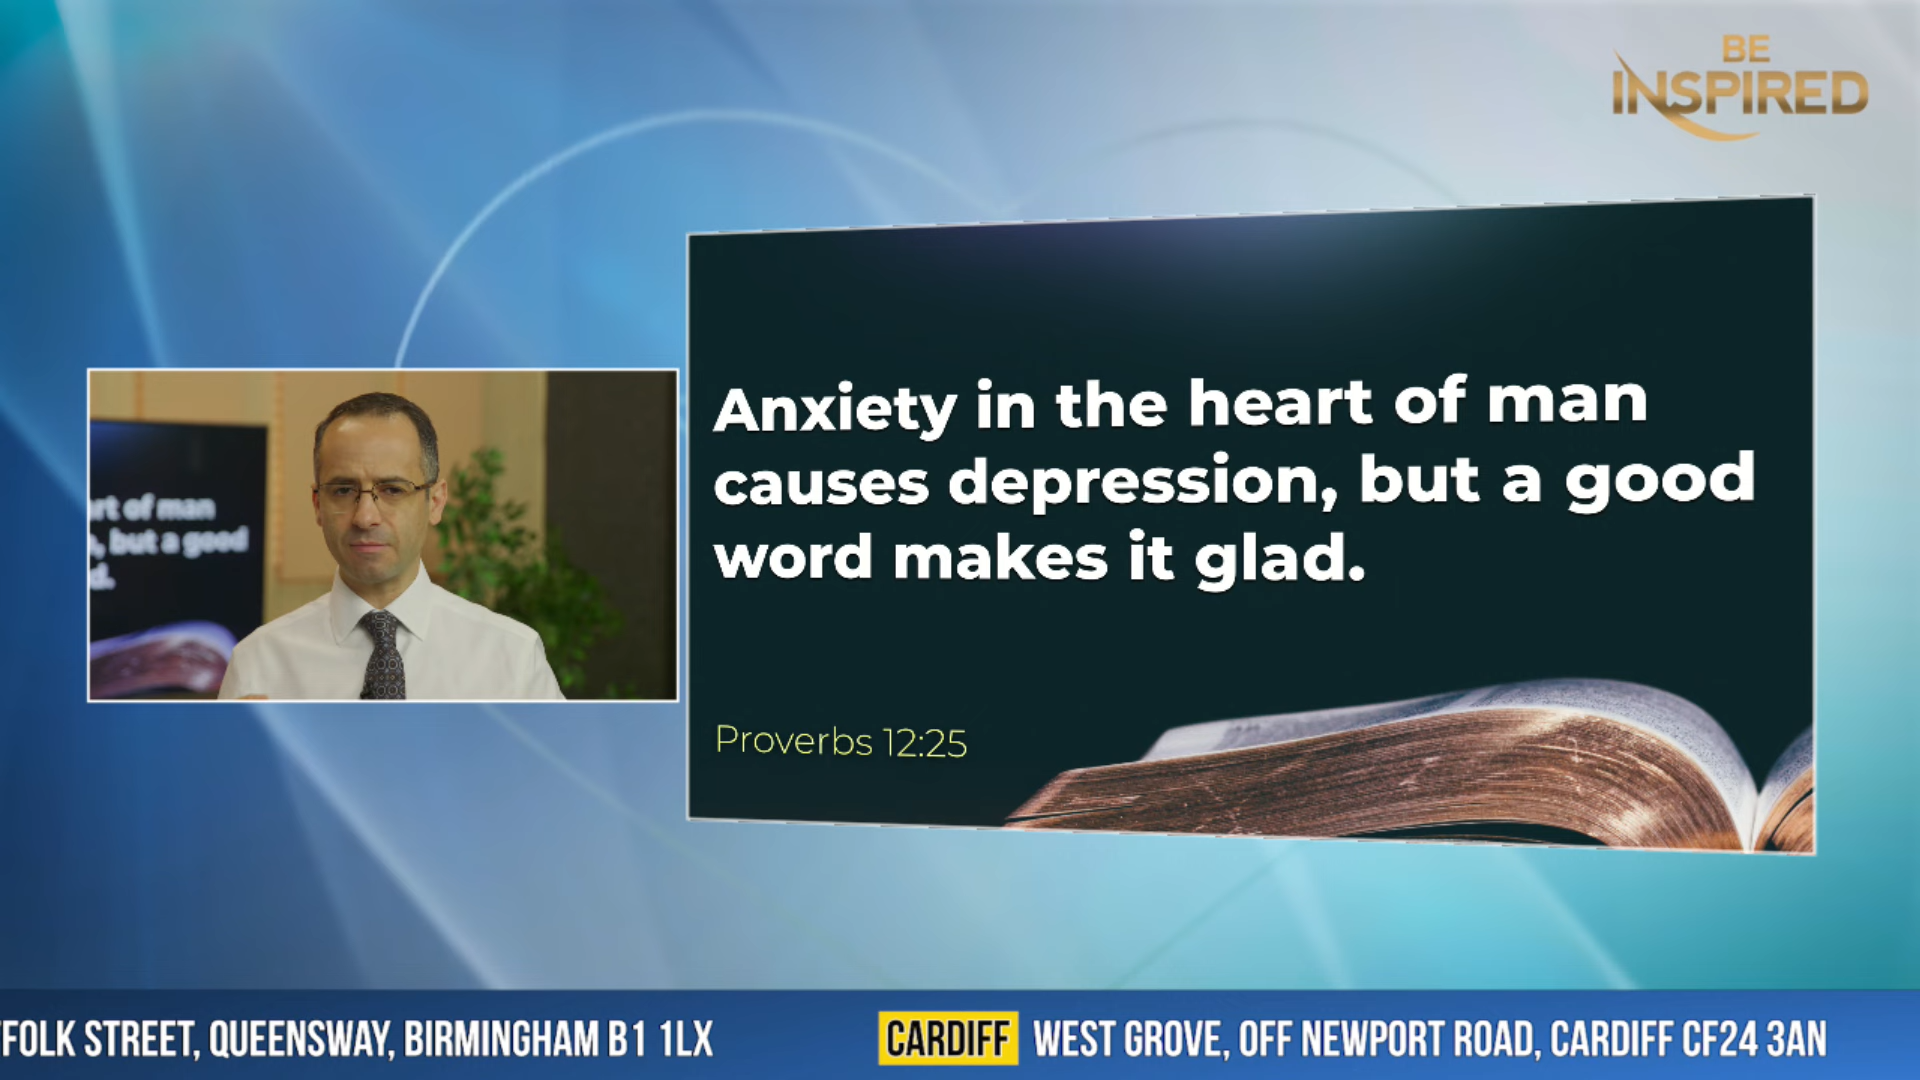 BE
INSPIRED
Anxiety in the heart of man
causes depression, but a good
word makes it glad.
Proverbs 12:25
rt of man
, but a good
d.
FOLK STREET, QUEENSWAY, BIRMINGHAM B1 1LX
CARDIFF WEST GROVE, OFF NEWPORT ROAD, CARDIFF CF24 3AN